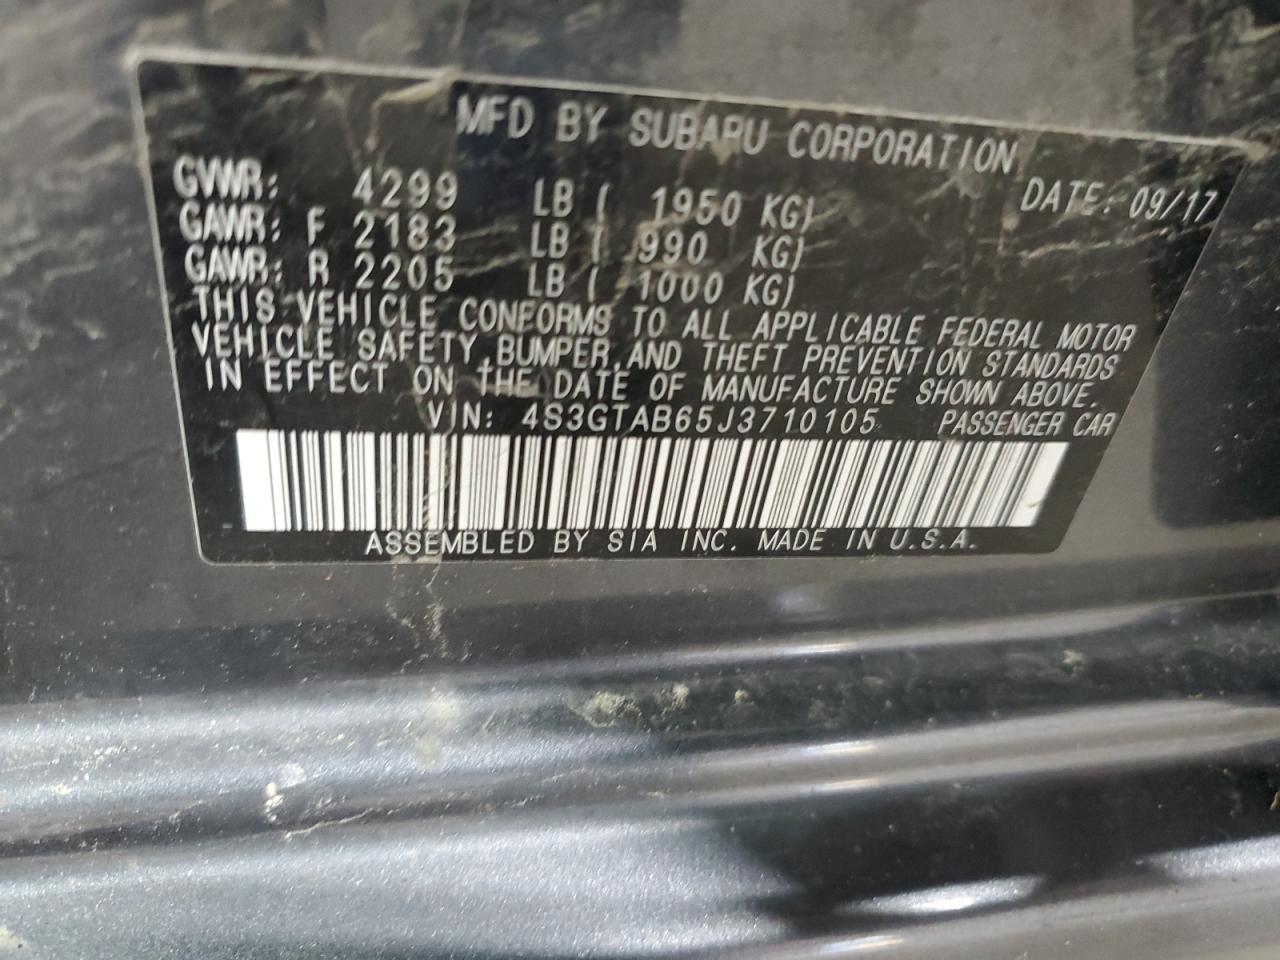 MFD BY SUBARU CORPORATION
DATE: 09/17
GVWR: 4299 LB ( 1950 KG)
GAWR: F 2183 LB ( 990 KG)
GAWR: R 2205 LB ( 1000 KG)
THIS VEHICLE CONFORMS TO ALL APPLICABLE FEDERAL MOTOR
VEHICLE SAFETY,BUMPER,AND THEFT PREVENTION STANDARDS
IN EFFECT ON THE DATE OF MANUFACTURE SHOWN ABOVE.
VIN: 4S3GTAB65J3710105 PASSENGER CAR
ASSEMBLED BY SIA INC. MADE IN U.S.A.